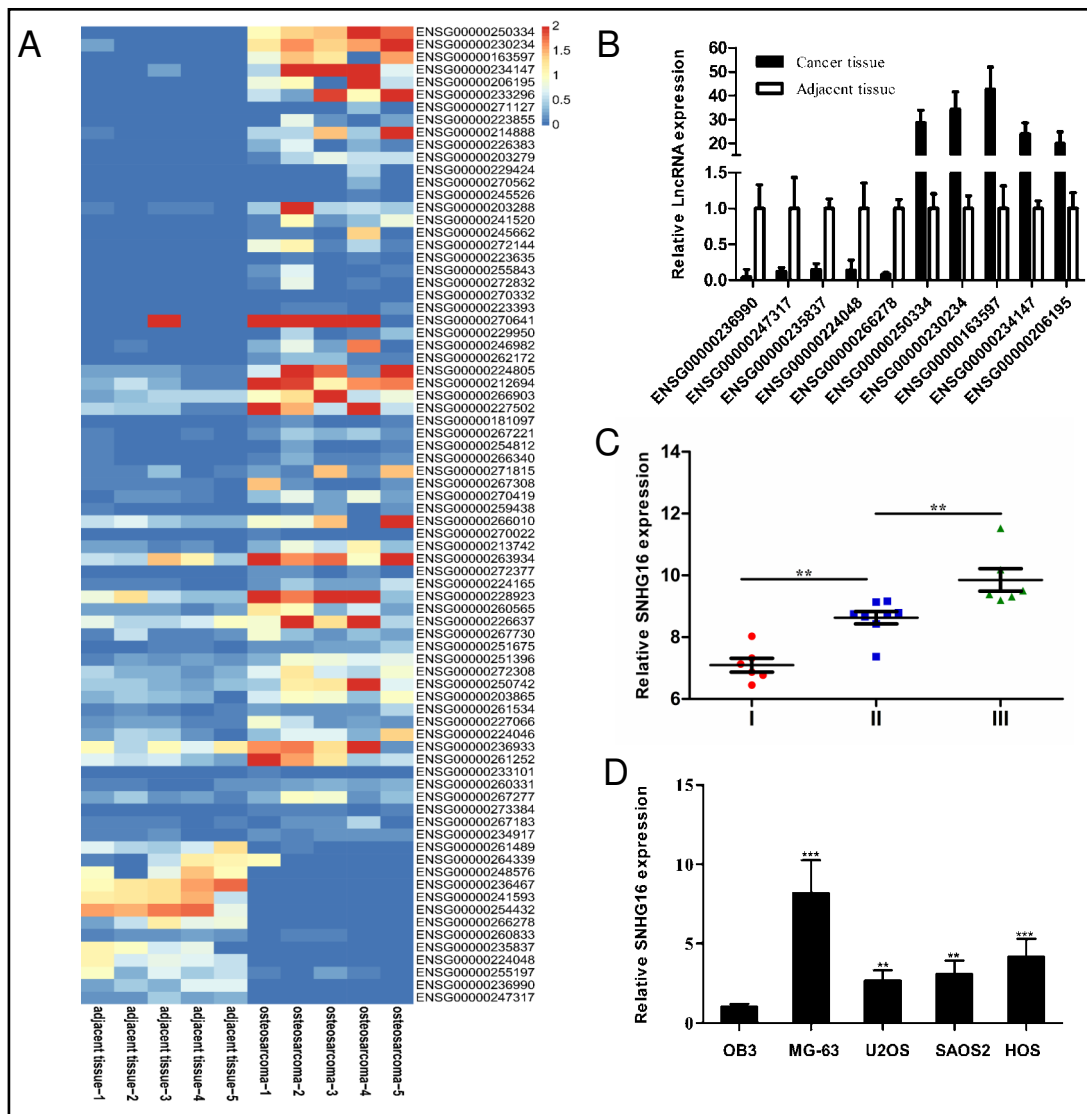 A
2
1.5
1
0.5
0
ENSG00000250334
ENSG00000230234
ENSG00000163597
ENSG00000234147
ENSG00000206195
ENSG00000233296
ENSG00000271127
ENSG00000223855
ENSG00000214888
ENSG00000226383
ENSG00000203279
ENSG00000229424
ENSG00000270562
ENSG00000245526
ENSG00000203288
ENSG00000241520
ENSG00000245662
ENSG00000272144
ENSG00000223635
ENSG00000255843
ENSG00000272832
ENSG00000270332
ENSG00000223393
ENSG00000270641
ENSG00000229950
ENSG00000246982
ENSG00000262172
ENSG00000224805
ENSG00000212694
ENSG00000266903
ENSG00000227502
ENSG00000181097
ENSG00000267221
ENSG00000254812
ENSG00000266340
ENSG00000271815
ENSG00000267308
ENSG00000270419
ENSG00000259438
ENSG00000266010
ENSG00000270022
ENSG00000213742
ENSG00000263934
ENSG00000272377
ENSG00000224165
ENSG00000228923
ENSG00000260565
ENSG00000226637
ENSG00000267730
ENSG00000251675
ENSG00000251396
ENSG00000272308
ENSG00000250742
ENSG00000203865
ENSG00000261534
ENSG00000227066
ENSG00000224046
ENSG00000236933
ENSG00000261252
ENSG00000233101
ENSG00000260331
ENSG00000267277
ENSG00000273384
ENSG00000267183
ENSG00000234917
ENSG00000261489
ENSG00000264339
ENSG00000248576
ENSG00000236467
ENSG00000241593
ENSG00000254432
ENSG00000266278
ENSG00000260833
ENSG00000235837
ENSG00000224048
ENSG00000255197
ENSG00000236990
ENSG00000247317
adjacent tissue-1
adjacent tissue-2
adjacent tissue-3
adjacent tissue-4
adjacent tissue-5
osteosarcoma-1
osteosarcoma-2
osteosarcoma-3
osteosarcoma-4
osteosarcoma-5
B
Relative LncRNA expression
60
50
40
30
20
1.5
1.0
0.5
0.0
Cancer tissue
Adjacent tissue
ENSG00000236990
ENSG00000247317
ENSG00000235837
ENSG00000224048
ENSG00000266278
ENSG00000250334
ENSG00000230234
ENSG00000163597
ENSG00000234147
ENSG00000206195
C
Relative SNHG16 expression
14
12
10
8
6
**
**
I
II
III
D
Relative SNHG16 expression
15
10
5
0
***
**
**
***
OB3
MG-63
U2OS
SAOS2
HOS